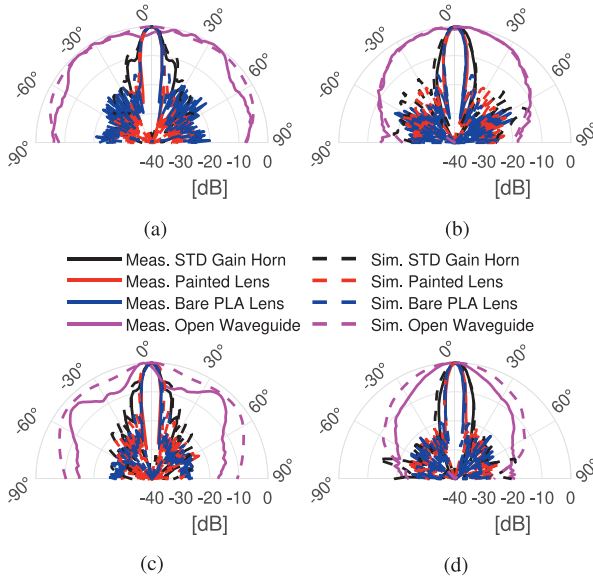 0° 0°
-30° 30° -30° 30°
-60° 60° -60° 60°
-90° 90° -90° 90°
-40 -30 -20 -10 0 -40 -30 -20 -10 0
[dB] [dB]
(a) (b)
Meas. STD Gain Horn Sim. STD Gain Horn
Meas. Painted Lens Sim. Painted Lens
Meas. Bare PLA Lens Sim. Bare PLA Lens
Meas. Open Waveguide Sim. Open Waveguide
0° 0°
-30° 30° -30° 30°
-60° 60° -60° 60°
-90° 90° -90° 90°
-40 -30 -20 -10 0 -40 -30 -20 -10 0
[dB] [dB]
(c) (d)